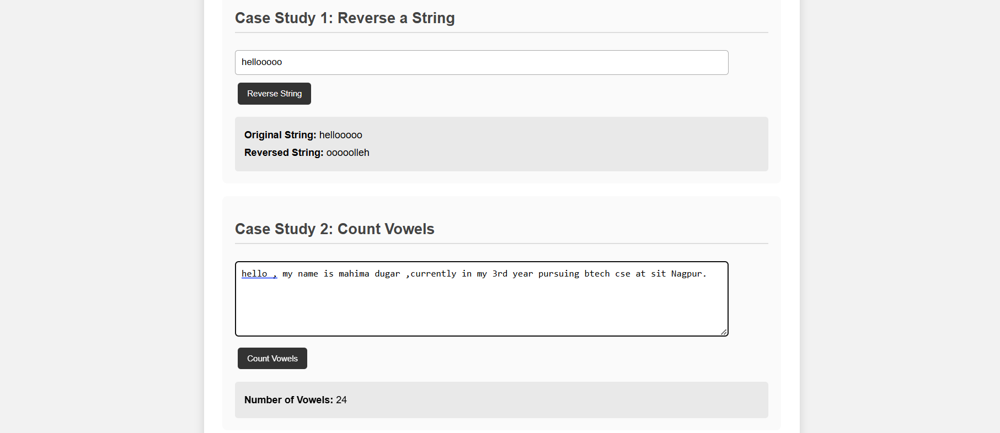 Case Study 1: Reverse a String
hellooooo
Reverse String
Original String: hellooooo
Reversed String: ooooolleh
Case Study 2: Count Vowels
hello , my name is mahima dugar ,currently in my 3rd year pursuing btech cse at sit Nagpur.
Count Vowels
Number of Vowels: 24